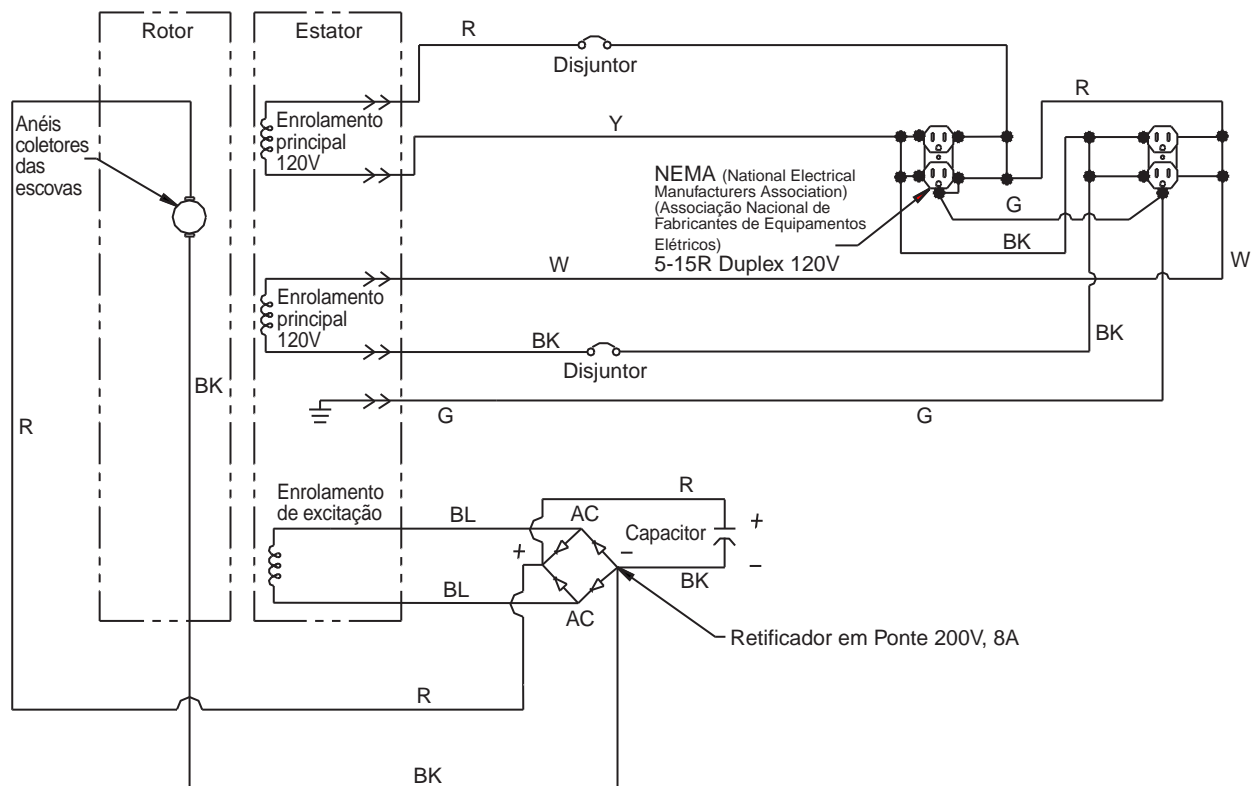 Rotor
Estator
R
Disjuntor
Anéis
coletores
das
escovas
Enrolamento
principal
120V
Y
R
NEMA (National Electrical
Manufacturers Association)
(Associação Nacional de
Fabricantes de Equipamentos
Elétricos)
5-15R Duplex 120V
G
BK
W
W
Enrolamento
principal
120V
BK
Disjuntor
BK
BK
G
G
R
Enrolamento
de excitação
BL
AC
R
Capacitor
+
+
–
–
BK
BL
AC
Retificador em Ponte 200V, 8A
R
BK